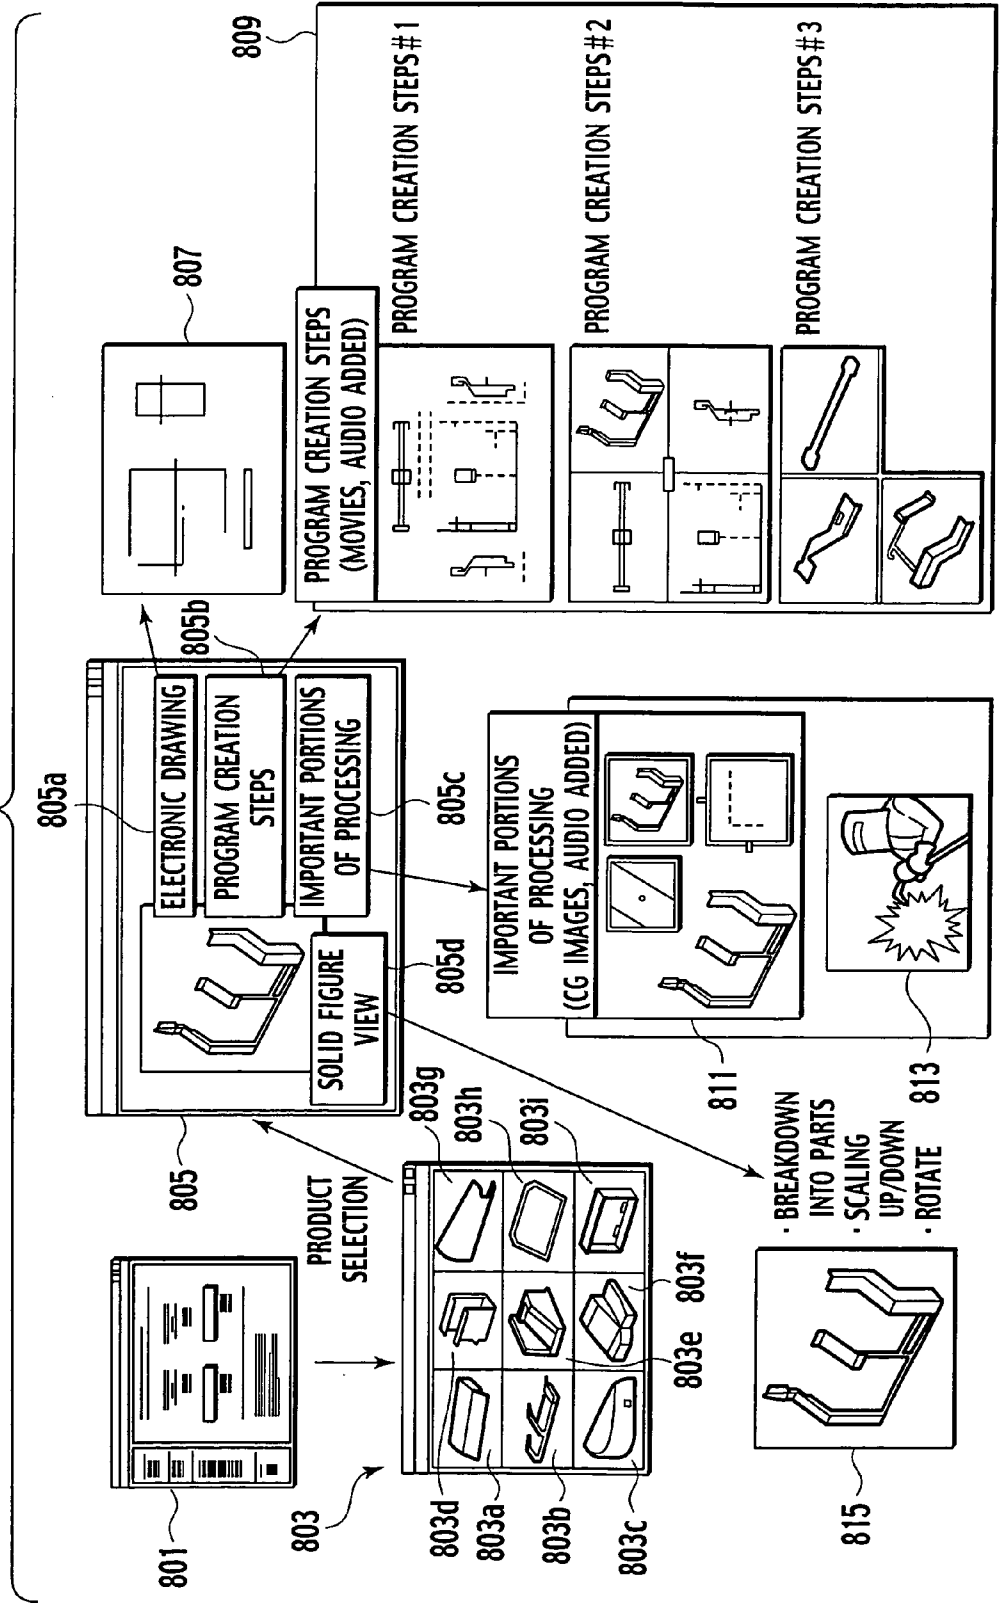 801
803
PRODUCT
SELECTION
803a
803b
803c
803d
803e
803f
803g
803h
803i
805
805a
ELECTRONIC DRAWING
805b
PROGRAM CREATION
STEPS
805c
IMPORTANT PORTIONS
OF PROCESSING
805d
SOLID FIGURE
VIEW
807
809
PROGRAM CREATION STEPS
(MOVIES, AUDIO ADDED)
PROGRAM CREATION STEPS#1
PROGRAM CREATION STEPS#2
PROGRAM CREATION STEPS#3
IMPORTANT PORTIONS
OF PROCESSING
(CG IMAGES, AUDIO ADDED)
811
813
815
· BREAKDOWN
INTO PARTS
· SCALING
UP/DOWN
· ROTATE